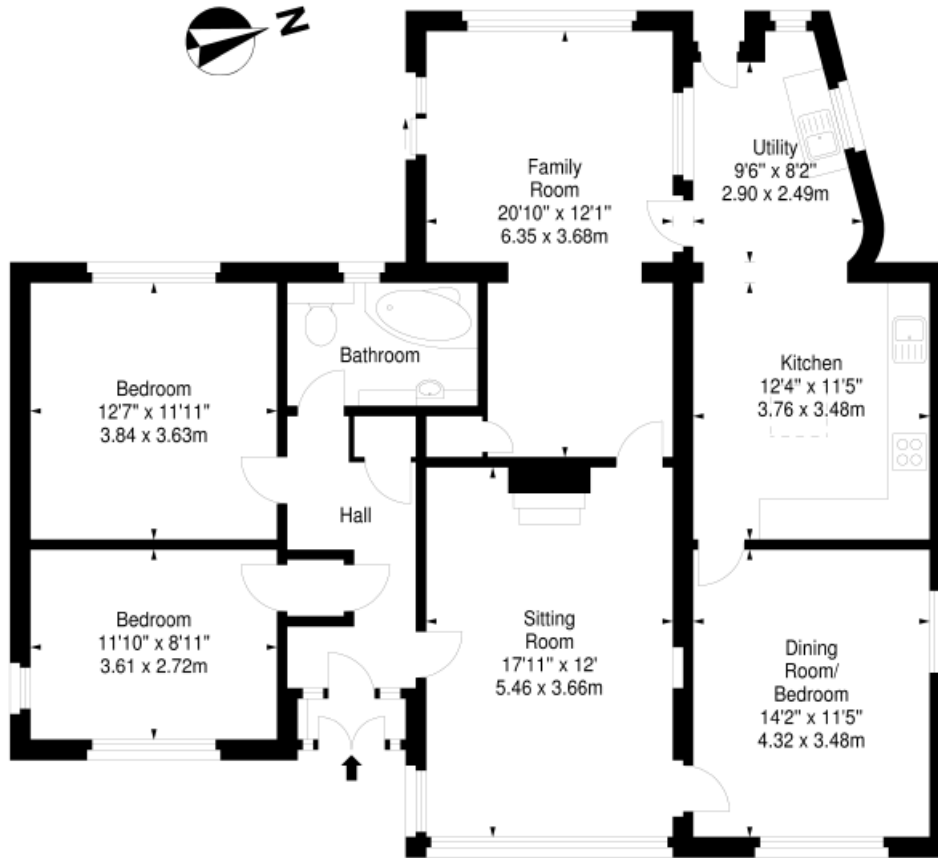 N
Family
Room
20'10" x 12'1"
6.35 x 3.68m
Utility
9'6" x 8'2"
2.90 x 2.49m
Bathroom
Kitchen
12'4" x 11'5"
3.76 x 3.48m
Bedroom
12'7" x 11'11"
3.84 x 3.63m
Hall
Bedroom
11'10" x 8'11"
3.61 x 2.72m
Sitting
Room
17'11" x 12'
5.46 x 3.66m
Dining
Room/
Bedroom
14'2" x 11'5"
4.32 x 3.48m